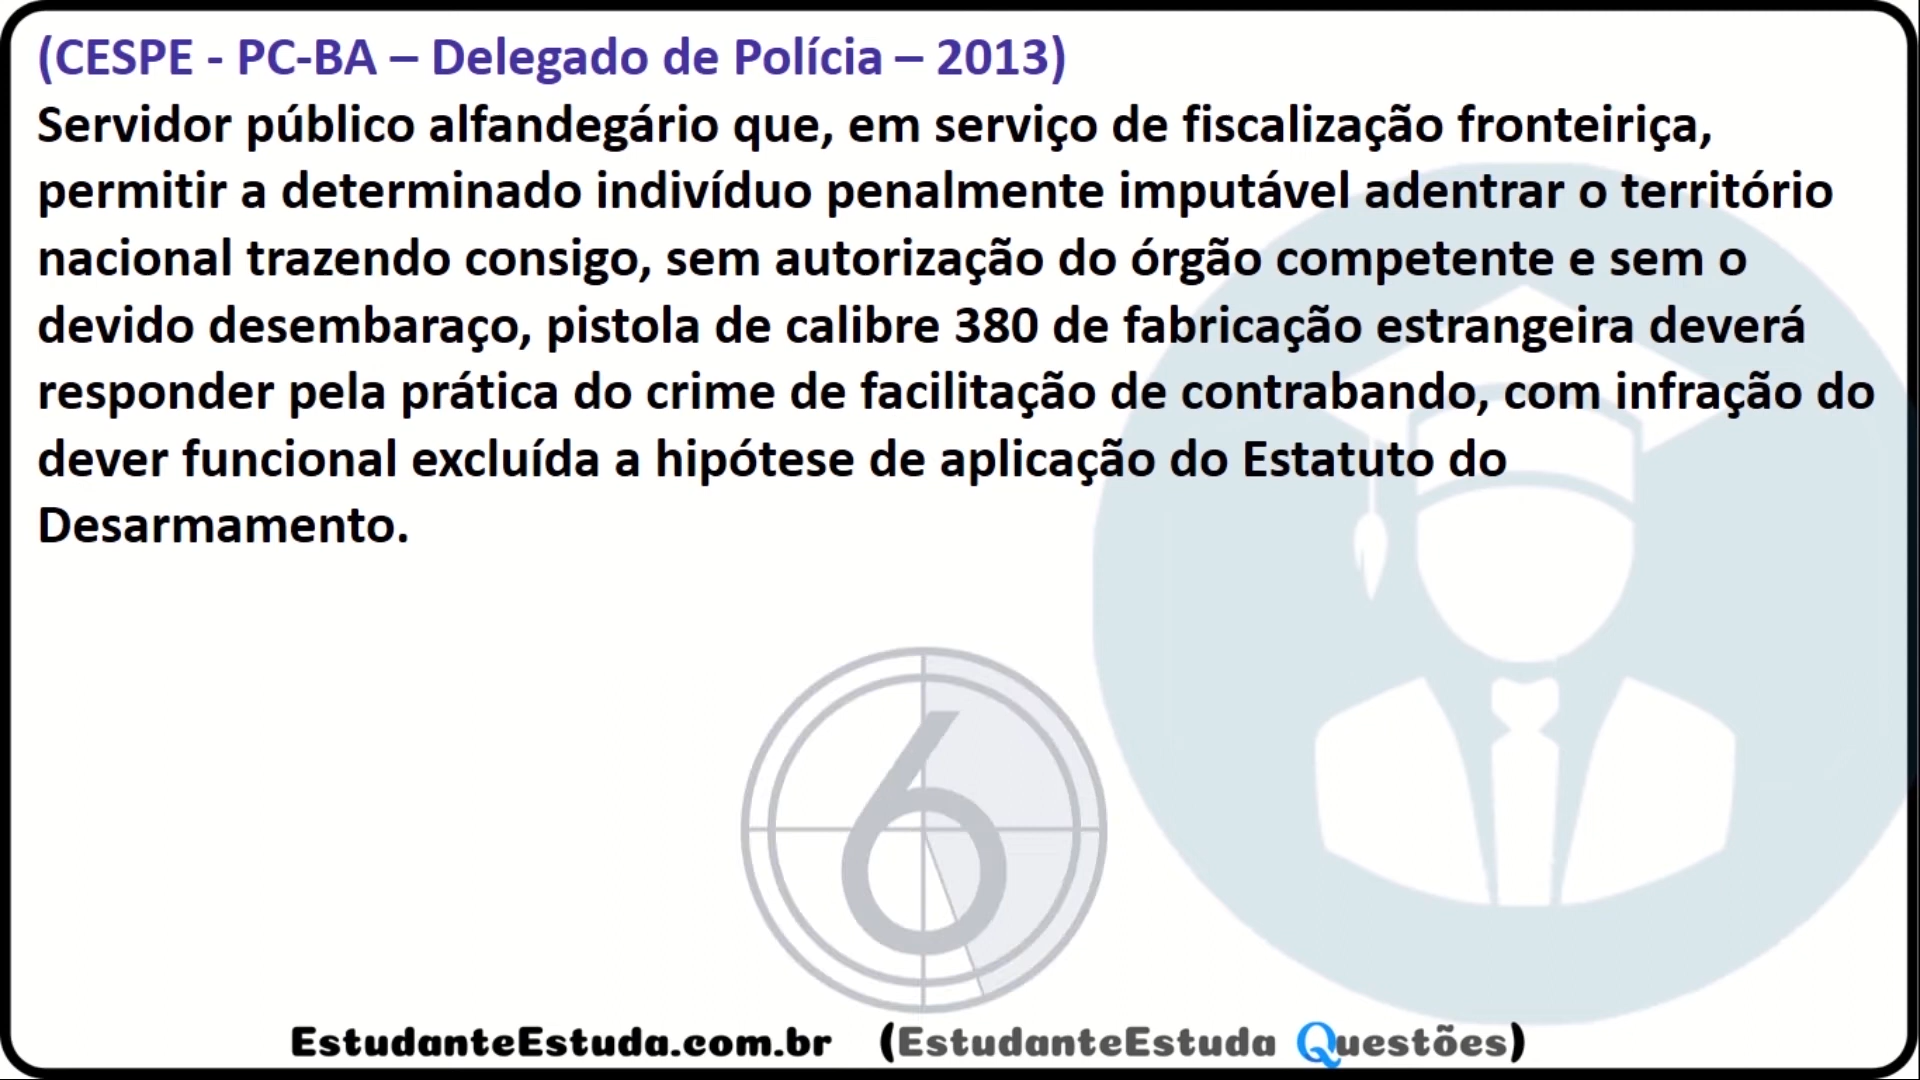 (CESPE - PC-BA – Delegado de Polícia – 2013)
Servidor público alfandegário que, em serviço de fiscalização fronteiriça,
permitir a determinado indivíduo penalmente imputável adentrar o território
nacional trazendo consigo, sem autorização do órgão competente e sem o
devido desembaraço, pistola de calibre 380 de fabricação estrangeira deverá
responder pela prática do crime de facilitação de contrabando, com infração do
dever funcional excluída a hipótese de aplicação do Estatuto do
Desarmamento.
6
EstudanteEstuda.com.br (EstudanteEstuda Questões)